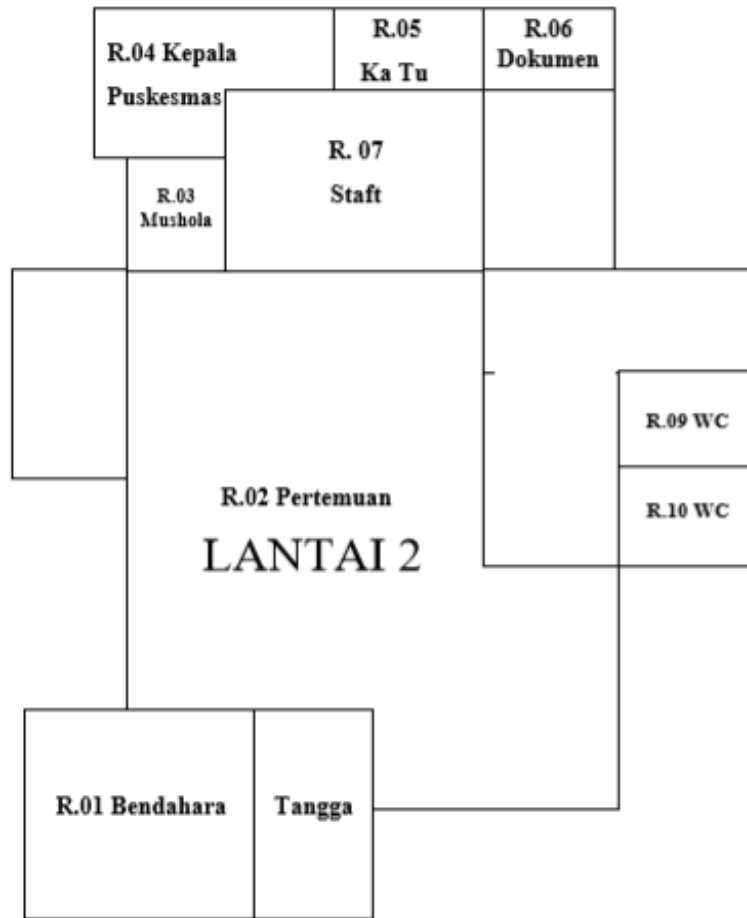 R.04 Kepala
Puskesmas
R.05
Ka Tu
R.06
Dokumen
R. 07
Staft
R.03
Mushola
R.09 WC
R.10 WC
R.02 Pertemuan
LANTAI 2
R.01 Bendahara
Tangga